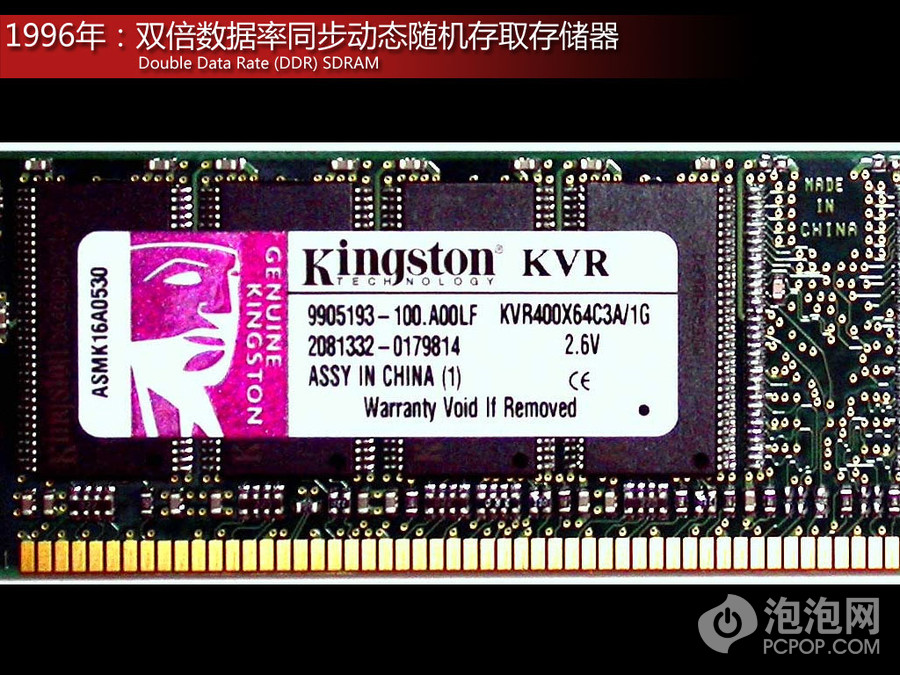 1996年：双倍数据率同步动态随机存取存储器
Double Data Rate (DDR) SDRAM
MADE
IN
CHINA
ASMK16A0530
GENUINE
KINGSTON
Kingston KVR
TECHNOLOGY
9905193-100.A00LF KVR400X64C3A/1G
2081332-0179814 2.6V
ASSY IN CHINA (1) CE
Warranty Void If Removed
泡泡网
PCPOP.COM